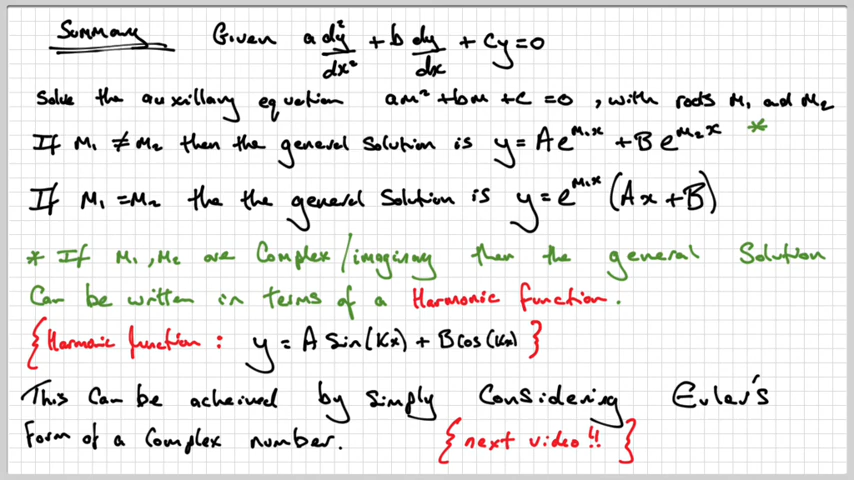 Summary Given a d²y/dx² + b dy/dx + cy = 0
Solve the auxillary equation am² + bm + c = 0, with roots M₁ and M₂
If M₁ ≠ M₂ then the general solution is y = Ae^(M₁x) + Be^(M₂x) *
If M₁ = M₂ the the general solution is y = e^(M₁x) (Ax + B)
* If M₁, M₂ are Complex/imaginary then the general Solution
Can be written in terms of a Harmonic function.
{Harmonic function: y = A Sin(Kx) + B Cos(Kx)}
This Can be acheived by simply Considering Euler's
form of a Complex number. {next video!!}